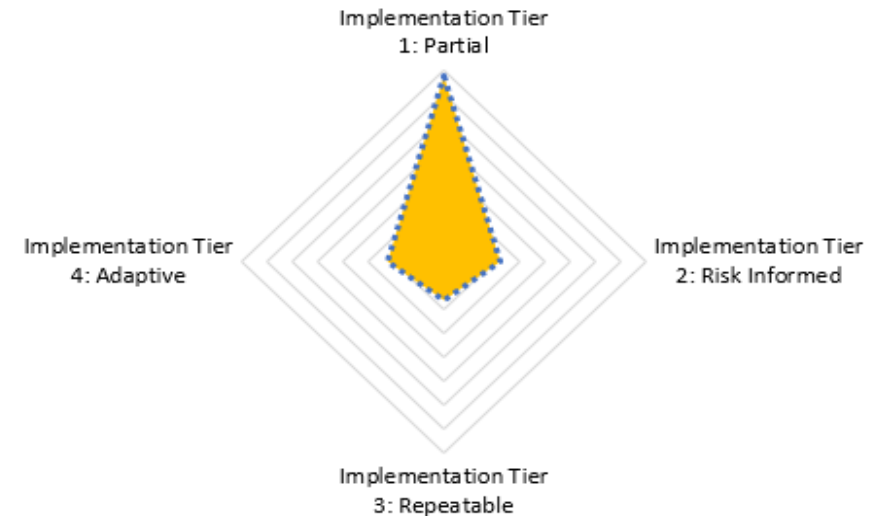 Implementation Tier
1: Partial
Implementation Tier
4: Adaptive
Implementation Tier
2: Risk Informed
Implementation Tier
3: Repeatable